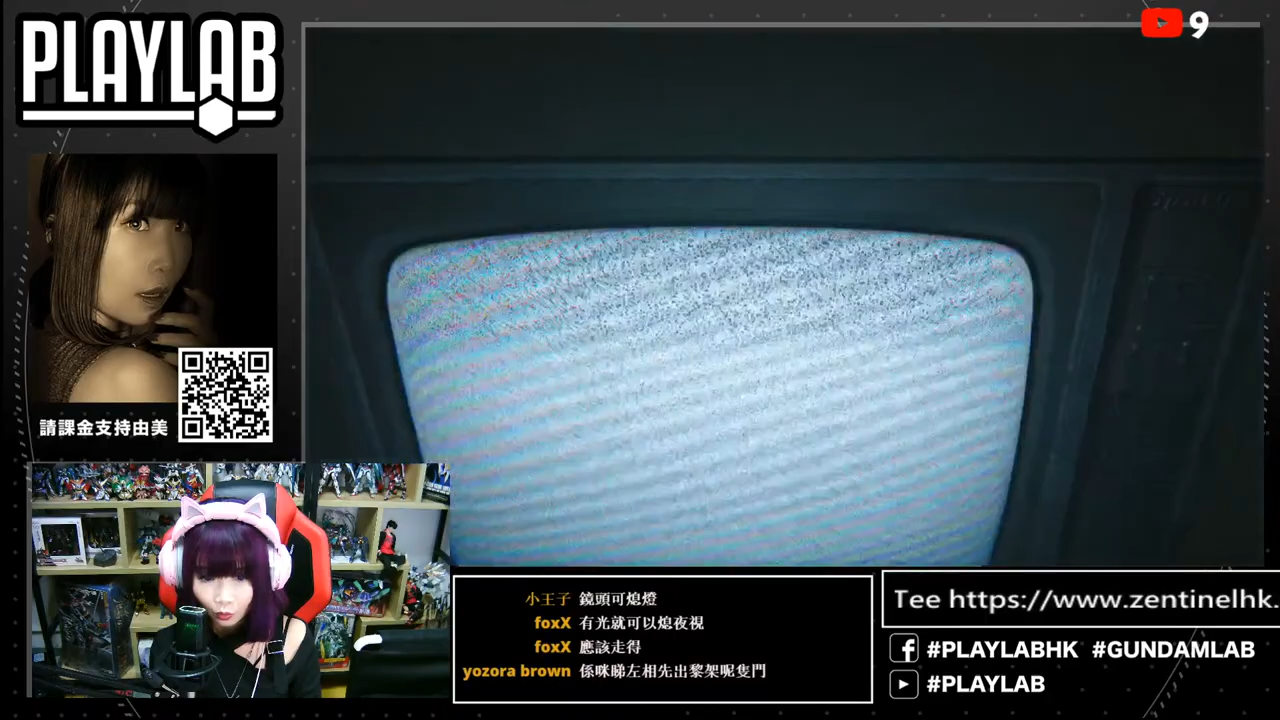 PLAYLAB
9
請課金支持由美
小王子 鏡頭可熄燈
foxX 有光就可以熄夜視
foxX 應該走得
yozora brown 係咪睇左相先出黎架呢隻門
Tee https://www.zentinelhk.
#PLAYLABHK #GUNDAMLAB
#PLAYLAB